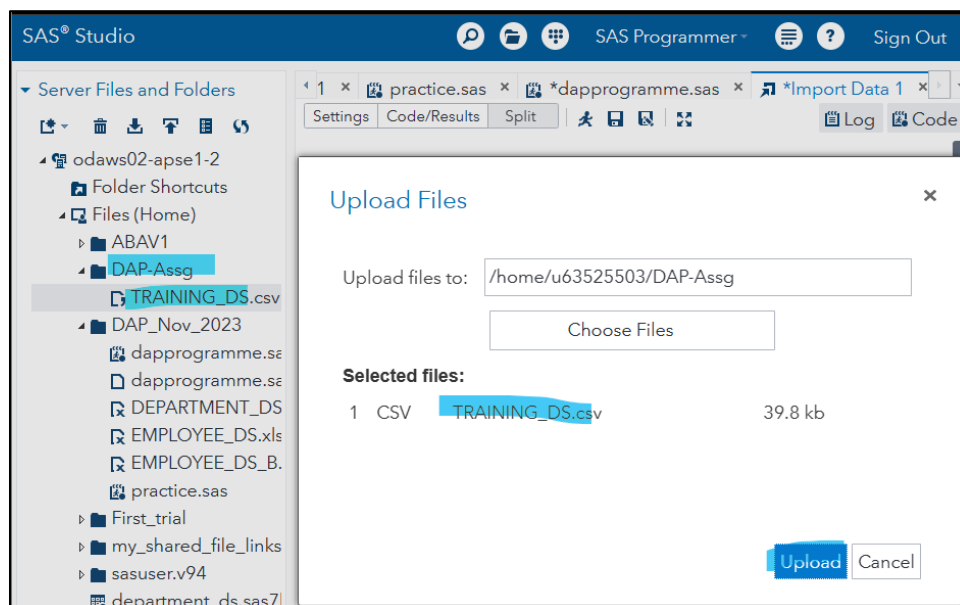 SAS® Studio
SAS Programmer
Sign Out
Server Files and Folders
odaws02-apse1-2
Folder Shortcuts
Files (Home)
ABAV1
DAP-Assg
TRAINING_DS.csv
DAP_Nov_2023
dapprogramme.sa
dapprogramme.sa
DEPARTMENT_DS
EMPLOYEE_DS.xls
EMPLOYEE_DS_B.
practice.sas
First_trial
my_shared_file_links
sasuser.v94
department_ds.sas7
1 practice.sas *dapprogramme.sas *Import Data 1
Settings Code/Results Split Log Code
Upload Files
Upload files to: /home/u63525503/DAP-Assg
Choose Files
Selected files:
1 CSV TRAINING_DS.csv 39.8 kb
Upload Cancel